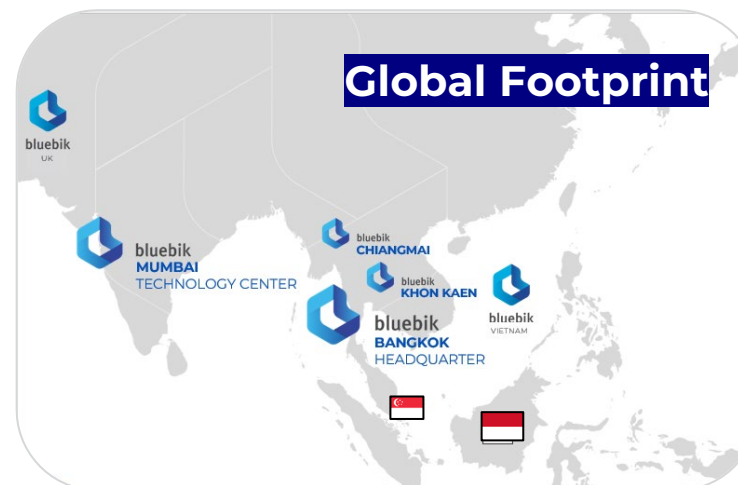 Global Footprint
bluebik
UK
bluebik
MUMBAI
TECHNOLOGY CENTER
bluebik
CHIANGMAI
bluebik
KHON KAEN
bluebik
VIETNAM
bluebik
BANGKOK
HEADQUARTER